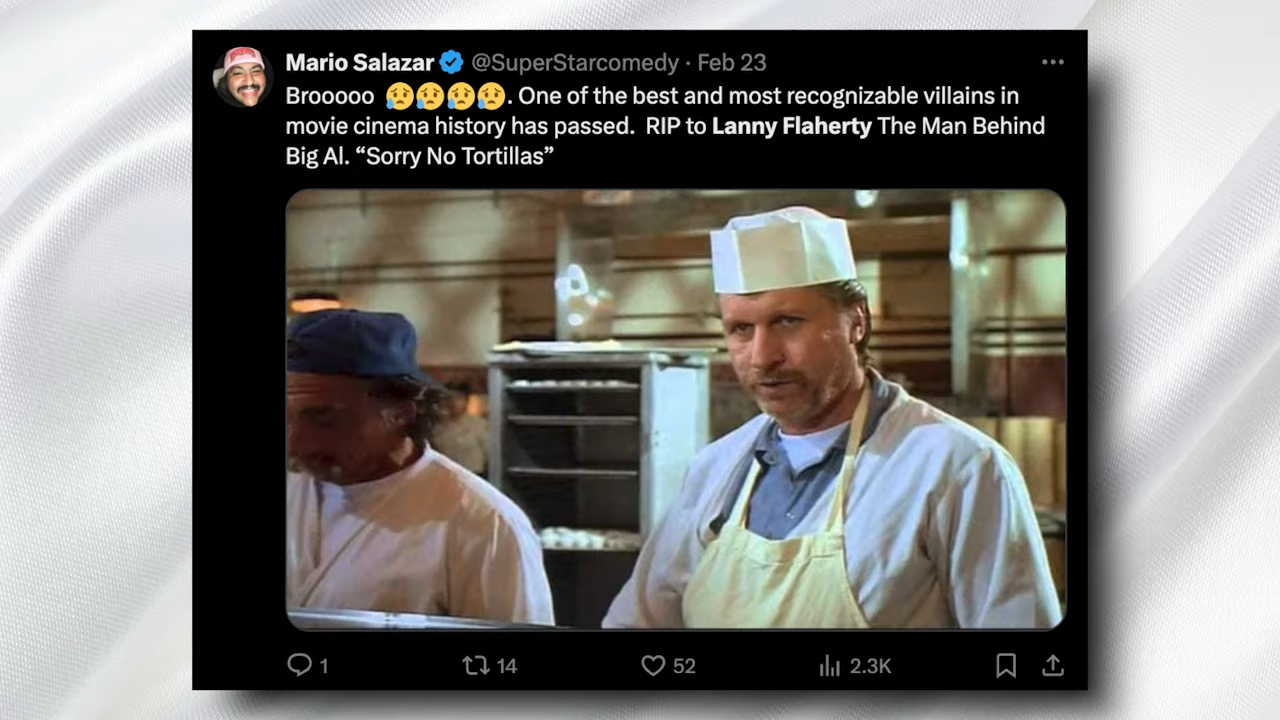 Mario Salazar @SuperStarcomedy · Feb 23
Brooooo 😥😥😥😥. One of the best and most recognizable villains in
movie cinema history has passed.  RIP to Lanny Flaherty The Man Behind
Big Al. “Sorry No Tortillas”
1 14 52 2.3K